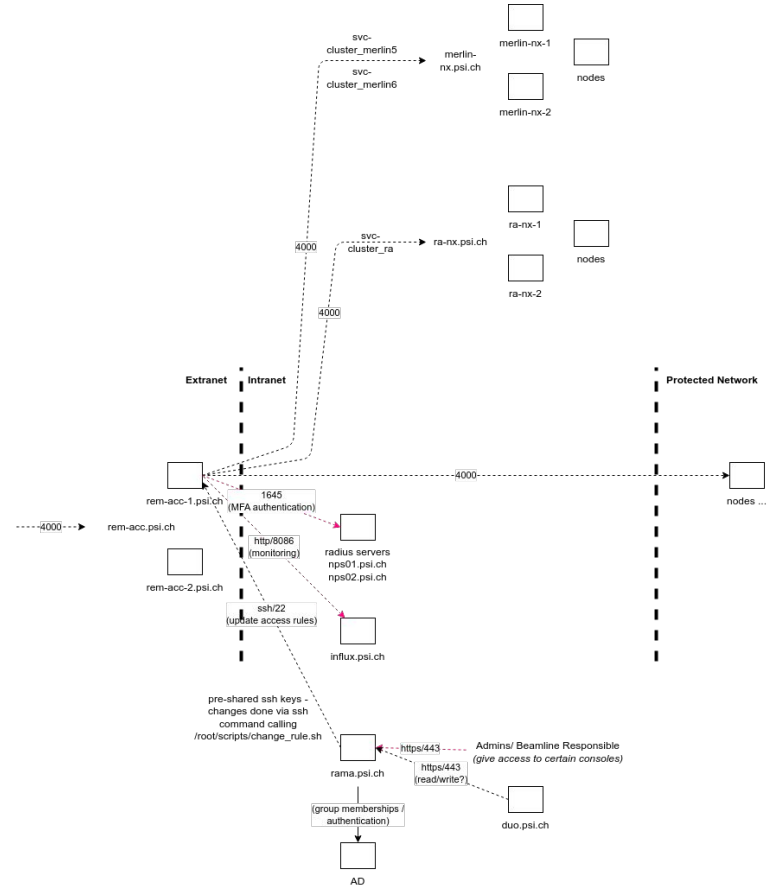 svc-
cluster_merlin5
svc-
cluster_merlin6
merlin-
nx.psi.ch
merlin-nx-1
nodes
merlin-nx-2
4000
svc-
cluster_ra
ra-nx.psi.ch
ra-nx-1
nodes
ra-nx-2
4000
Extranet
Intranet
Protected Network
4000
rem-acc-1.psi.ch
nodes ...
1645
(MFA authentication)
4000
rem-acc.psi.ch
radius servers
nps01.psi.ch
nps02.psi.ch
http/8086
(monitoring)
rem-acc-2.psi.ch
ssh/22
(update access rules)
influx.psi.ch
pre-shared ssh keys -
changes done via ssh
command calling
/root/scripts/change_rule.sh
rama.psi.ch
https/443
Admins/ Beamline Responsible
(give access to certain consoles)
https/443
(read/write?)
duo.psi.ch
(group memberships /
authentication)
AD